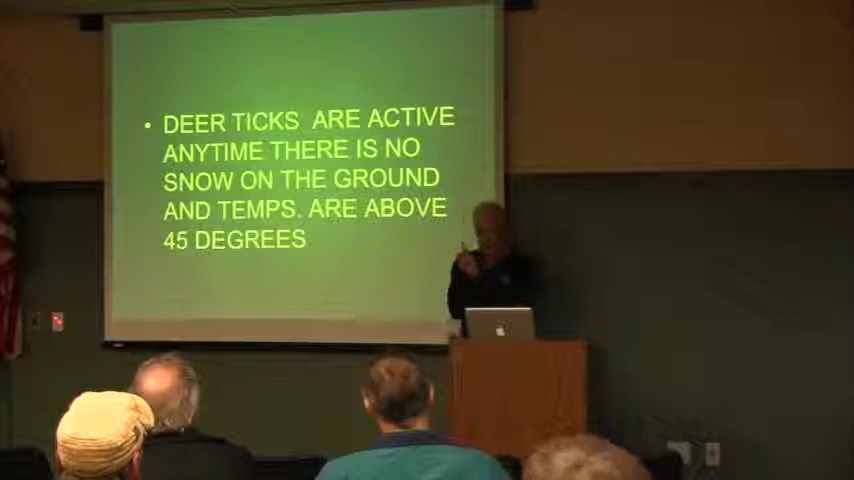 • DEER TICKS ARE ACTIVE
ANYTIME THERE IS NO
SNOW ON THE GROUND
AND TEMPS. ARE ABOVE
45 DEGREES